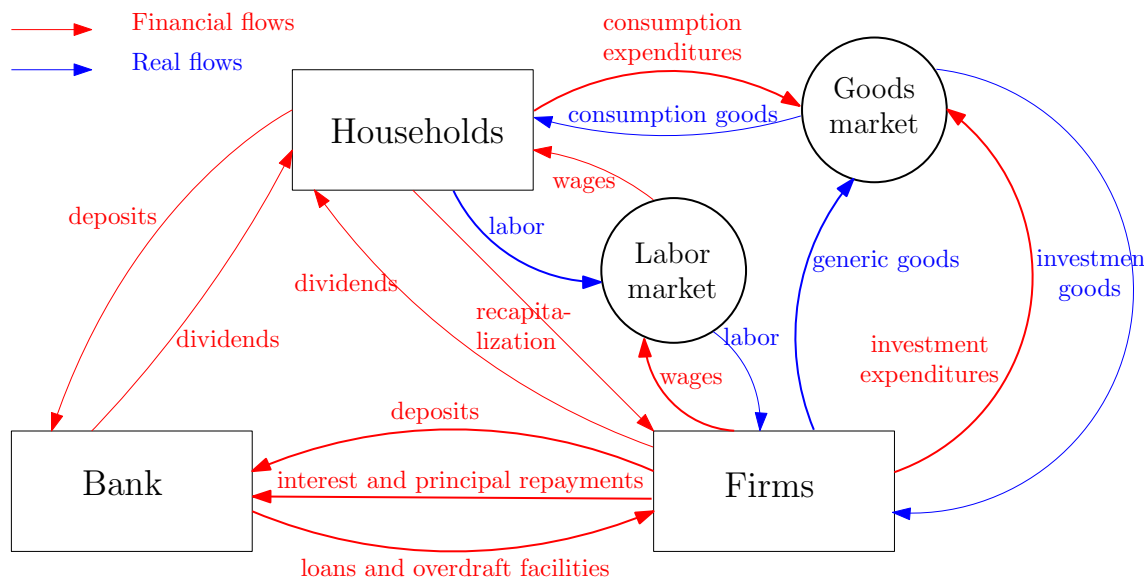 Financial flows
Real flows
consumption
expenditures
Goods
market
consumption goods
Households
wages
deposits
labor
Labor
market
generic goods
investmen
goods
dividends
recapita-
lization
dividends
labor
investment
expenditures
wages
deposits
Bank
interest and principal repayments
Firms
loans and overdraft facilities